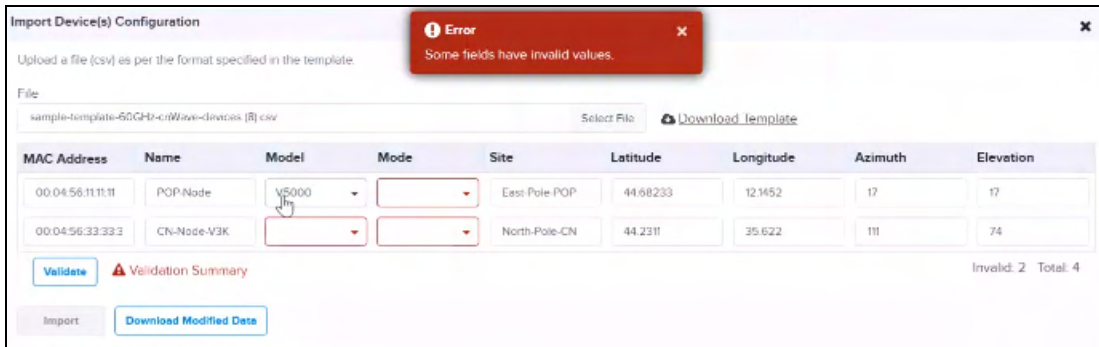 Import Device(s) Configuration
Error
Some fields have invalid values.
Upload a file (csv) as per the format specified in the template.
File
sample-template-60GHz-cnWave-devices (8).csv
Select File
Download Template
MAC Address Name Model Mode Site Latitude Longitude Azimuth Elevation
00:04:56:11:11:11 POP-Node V5000 East-Pole-POP 44.68233 12.1452 17 17
00:04:56:33:33:3 CN-Node-V3K North-Pole-CN 44.2311 35.622 111 74
Validate Validation Summary Invalid: 2 Total: 4
Import Download Modified Data